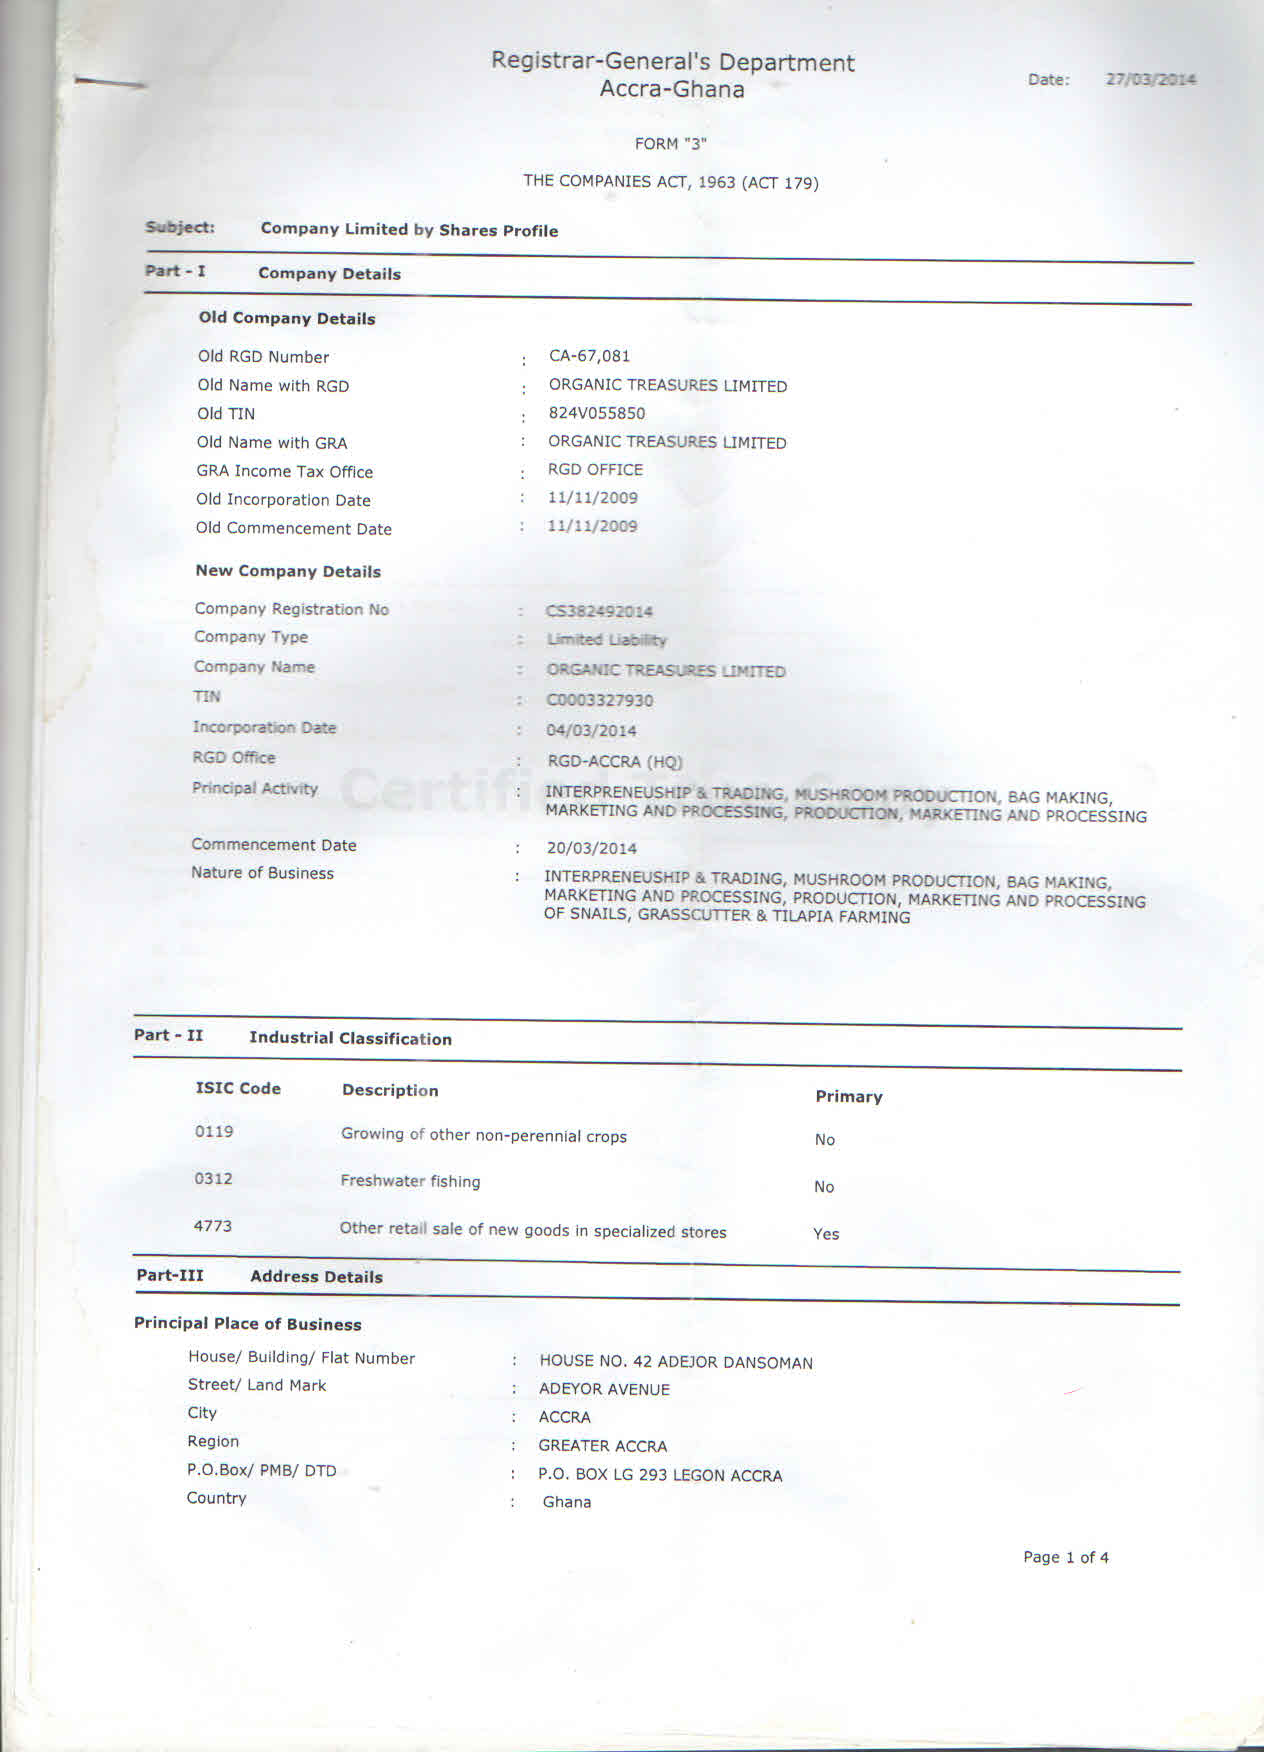 Registrar-General's Department
Accra-Ghana
Date: 27/03/2014
FORM "3"
THE COMPANIES ACT, 1963 (ACT 179)
Subject: Company Limited by Shares Profile
Part - I Company Details
Old Company Details
Old RGD Number : CA-67,081
Old Name with RGD : ORGANIC TREASURES LIMITED
Old TIN : 824V055850
Old Name with GRA : ORGANIC TREASURES LIMITED
GRA Income Tax Office : RGD OFFICE
Old Incorporation Date : 11/11/2009
Old Commencement Date : 11/11/2009
New Company Details
Company Registration No : CS382492014
Company Type : Limited Liability
Company Name : ORGANIC TREASURES LIMITED
TIN : C0003327930
Incorporation Date : 04/03/2014
RGD Office : RGD-ACCRA (HQ)
Certified True Copy
Principal Activity : INTERPRENEUSHIP & TRADING, MUSHROOM PRODUCTION, BAG MAKING,
MARKETING AND PROCESSING, PRODUCTION, MARKETING AND PROCESSING
Commencement Date : 20/03/2014
Nature of Business : INTERPRENEUSHIP & TRADING, MUSHROOM PRODUCTION, BAG MAKING,
MARKETING AND PROCESSING, PRODUCTION, MARKETING AND PROCESSING
OF SNAILS, GRASSCUTTER & TILAPIA FARMING
Part - II Industrial Classification
ISIC Code Description Primary
0119 Growing of other non-perennial crops No
0312 Freshwater fishing No
4773 Other retail sale of new goods in specialized stores Yes
Part-III Address Details
Principal Place of Business
House/ Building/ Flat Number : HOUSE NO. 42 ADEJOR DANSOMAN
Street/ Land Mark : ADEYOR AVENUE
City : ACCRA
Region : GREATER ACCRA
P.O.Box/ PMB/ DTD : P.O. BOX LG 293 LEGON ACCRA
Country : Ghana
Page 1 of 4